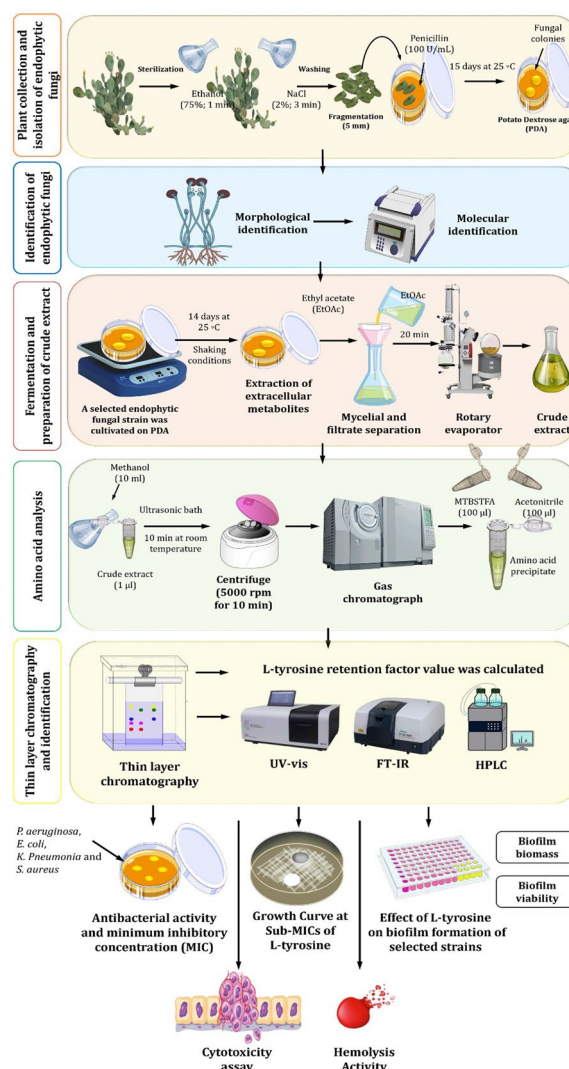 Plant collection and
isolation of endophytic
fungi
Sterilization
Ethanol
(75%; 1 min)
Washing
NaCl
(2%; 3 min)
Fragmentation
(5 mm)
Penicillin
(100 U/mL)
15 days at 25 °C
Fungal
colonies
Potato Dextrose aga
(PDA)
Identification of
endophytic fungi
Morphological
identification
Molecular
identification
Fermentation and
preparation of crude extract
A selected endophytic
fungal strain was
cultivated on PDA
14 days at
25 °C
Shaking
conditions
Extraction of
extracellular
metabolites
Ethyl acetate
(EtOAc)
EtOAc
20 min
Mycelial and
filtrate separation
Rotary
evaporator
Crude
extract
Amino acid analysis
Methanol
(10 ml)
Crude extract
(1 μl)
Ultrasonic bath
10 min at room
temperature
Centrifuge
(5000 rpm
for 10 min)
Gas
chromatograph
MTBSTFA
(100 μl)
Acetonitrile
(100 μl)
Amino acid
precipitate
Thin layer chromatography
and identification
Thin layer
chromatography
L-tyrosine retention factor value was calculated
UV-vis
FT-IR
HPLC
P. aeruginosa,
E. coli,
K. Pneumonia and
S. aureus
Antibacterial activity
and minimum inhibitory
concentration (MIC)
Growth Curve at
Sub-MICs of
L-tyrosine
Effect of L-tyrosine
on biofilm formation of
selected strains
Biofilm
biomass
Biofilm
viability
Cytotoxicity
assay
Hemolysis
Activity